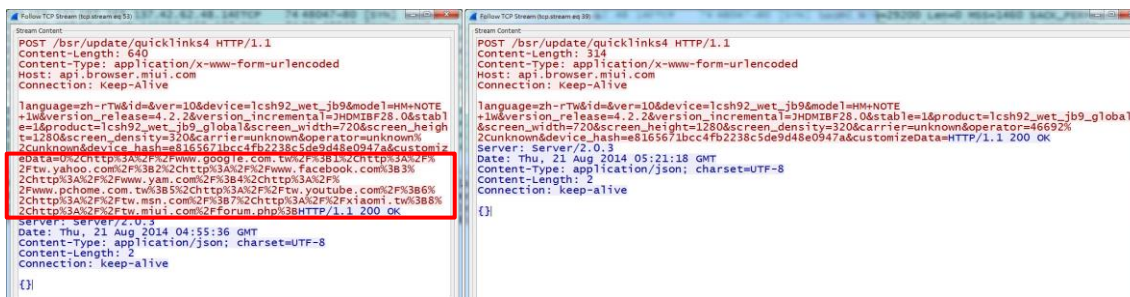 Follow TCP Stream (tcp.stream eq 53)
Stream Content
POST /bsr/update/quicklinks4 HTTP/1.1
Content-Length: 640
Content-Type: application/x-www-form-urlencoded
Host: api.browser.miui.com
Connection: Keep-Alive
language=zh-rTW&id=&ver=10&device=lcsh92_wet_jb9&model=HM+NOTE
+1W&version_release=4.2.2&version_incremental=JHDMIBF28.0&stabl
e=1&product=lcsh92_wet_jb9_global&screen_width=720&screen_heigh
t=1280&screen_density=320&carrier=unknown&operator=unknown%
2Cunknown&device_hash=e8165671bcc4fb2238c5de9d48e0947a&customiz
eData=0%2Chttp%3A%2F%2Fwww.google.com.tw%2F%3B1%2Chttp%3A%2F%
2Ftw.yahoo.com%2F%3B2%2Chttp%3A%2F%2Fwww.facebook.com%3B3%
2Chttp%3A%2F%2Fwww.yam.com%2F%3B4%2Chttp%3A%2F%
2Fwww.pchome.com.tw%3B5%2Chttp%3A%2F%2Ftw.youtube.com%2F%3B6%
2Chttp%3A%2F%2Ftw.msn.com%2F%3B7%2Chttp%3A%2F%2Fxiaomi.tw%3B8%
2Chttp%3A%2F%2Ftw.miui.com%2Fforum.php%3BHTTP/1.1 200 OK
Server: Server/2.0.3
Date: Thu, 21 Aug 2014 04:55:36 GMT
Content-Type: application/json; charset=UTF-8
Content-Length: 2
Connection: keep-alive
{}
Follow TCP Stream (tcp.stream eq 39)
Stream Content
POST /bsr/update/quicklinks4 HTTP/1.1
Content-Length: 314
Content-Type: application/x-www-form-urlencoded
Host: api.browser.miui.com
Connection: Keep-Alive
language=zh-rTW&id=&ver=10&device=lcsh92_wet_jb9&model=HM+NOTE
+1W&version_release=4.2.2&version_incremental=JHDMIBF28.0&stable=1&product=lcsh92_wet_jb9_global
&screen_width=720&screen_height=1280&screen_density=320&carrier=unknown&operator=46692%
2Cunknown&device_hash=e8165671bcc4fb2238c5de9d48e0947a&customizeData=HTTP/1.1 200 OK
Server: Server/2.0.3
Date: Thu, 21 Aug 2014 05:21:18 GMT
Content-Type: application/json; charset=UTF-8
Content-Length: 2
Connection: keep-alive
{}